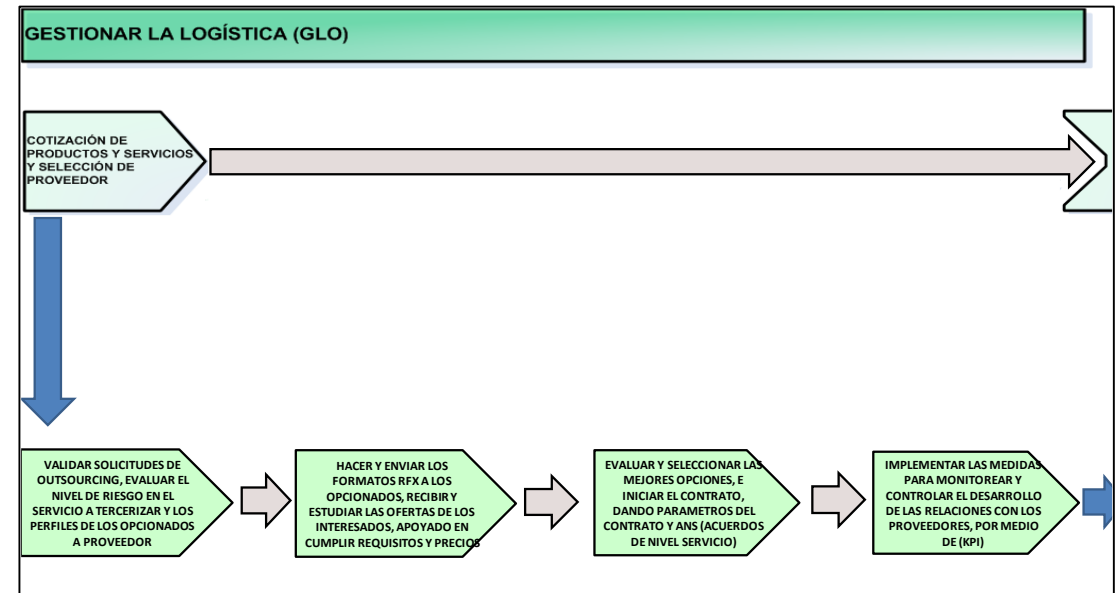 GESTIONAR LA LOGÍSTICA (GLO)
COTIZACIÓN DE
PRODUCTOS Y SERVICIOS
Y SELECCIÓN DE
PROVEEDOR
VALIDAR SOLICITUDES DE
OUTSOURCING, EVALUAR EL
NIVEL DE RIESGO EN EL
SERVICIO A TERCERIZAR Y LOS
PERFILES DE LOS OPCIONADOS
A PROVEEDOR
HACER Y ENVIAR LOS
FORMATOS RFX A LOS
OPCIONADOS, RECIBIR Y
ESTUDIAR LAS OFERTAS DE LOS
INTERESADOS, APOYADO EN
CUMPLIR REQUISITOS Y PRECIOS
EVALUAR Y SELECCIONAR LAS
MEJORES OPCIONES, E
INICIAR EL CONTRATO,
DANDO PARAMETROS DEL
CONTRATO Y ANS (ACUERDOS
DE NIVEL SERVICIO)
IMPLEMENTAR LAS MEDIDAS
PARA MONITOREAR Y
CONTROLAR EL DESARROLLO
DE LAS RELACIONES CON LOS
PROVEEDORES, POR MEDIO
DE (KPI)